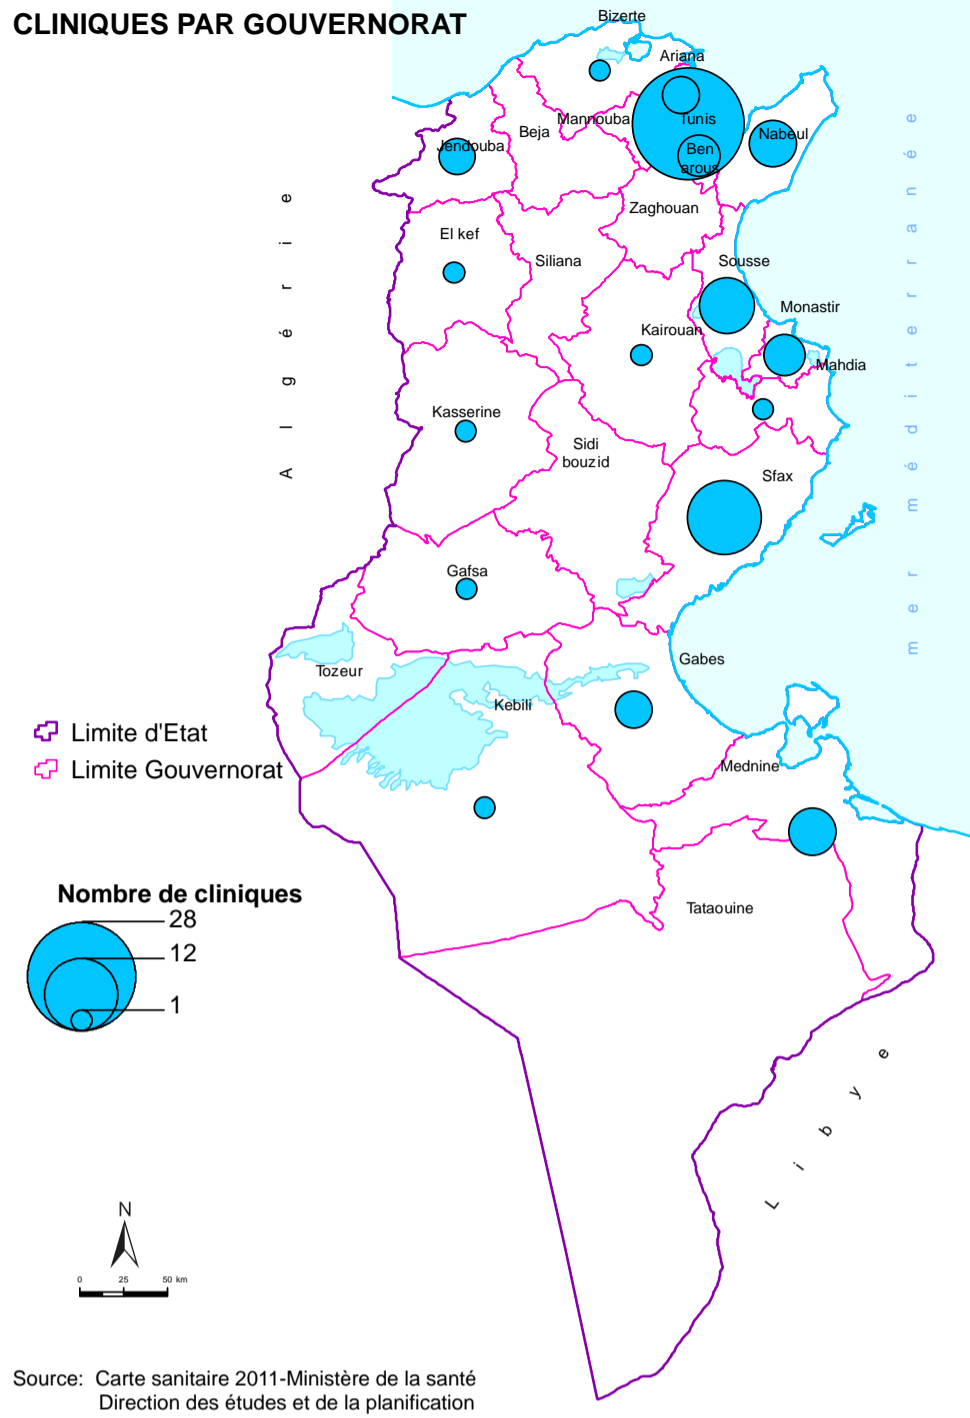 CLINIQUES PAR GOUVERNORAT
Bizerte
Ariana
Mannouba
Tunis
Nabeul
Beja
Jendouba
Ben
arous
Zaghouan
El kef
Siliana
Sousse
Monastir
Kairouan
Mahdia
Kasserine
Sidi
bouzid
Sfax
Gafsa
Gabes
Tozeur
Kebili
Mednine
Tataouine
Algérie
mer méditerranée
Libye
Limite d'Etat
Limite Gouvernorat
Nombre de cliniques
28
12
1
N
0 25 50 km
Source: Carte sanitaire 2011-Ministère de la santé
Direction des études et de la planification